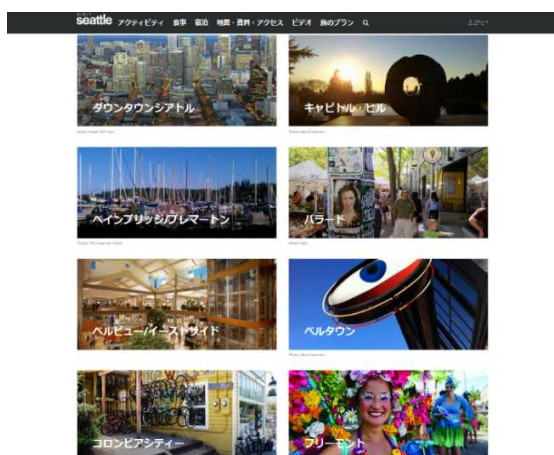 seattle アクティビティ 食事 宿泊 地図・資料・アクセス ビデオ 旅のプラン
ダウンタウンシアトル
キャピトル・ヒル
ベインブリッジ/ブレマートン
バラード
ベルビュー/イーストサイド
ベルタウン
コロンビアシティー
フリーモント